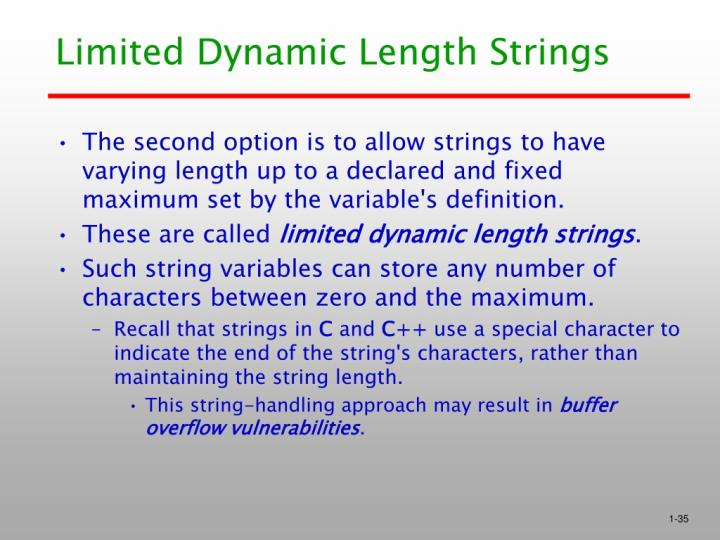 Limited Dynamic Length Strings
• The second option is to allow strings to have
varying length up to a declared and fixed
maximum set by the variable's definition.
• These are called limited dynamic length strings.
• Such string variables can store any number of
characters between zero and the maximum.
– Recall that strings in C and C++ use a special character to
indicate the end of the string's characters, rather than
maintaining the string length.
• This string-handling approach may result in buffer
overflow vulnerabilities.
1-35